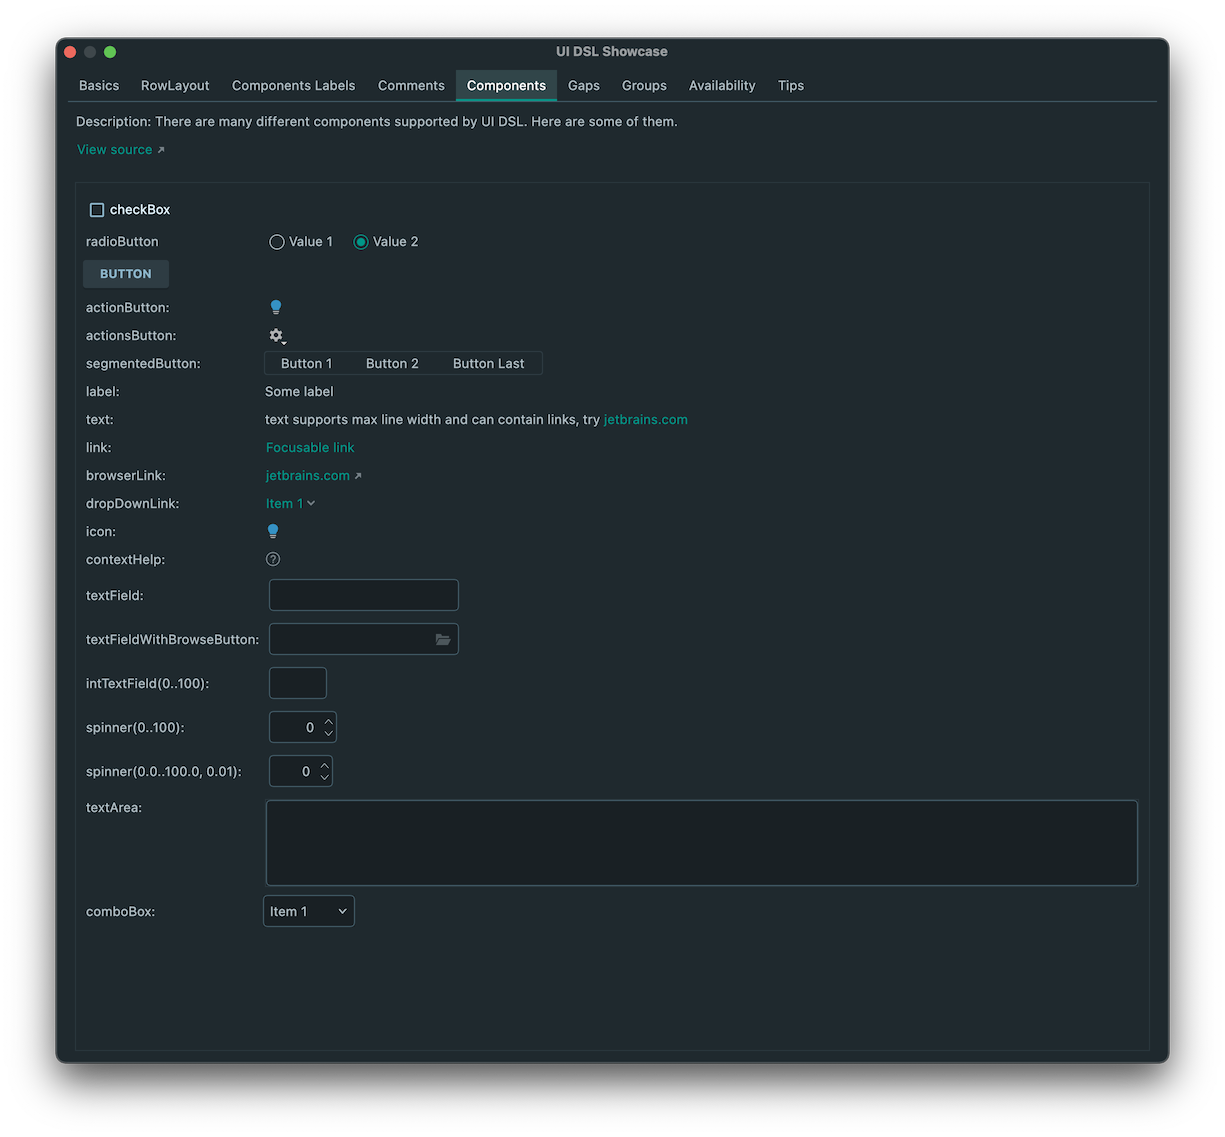 UI DSL Showcase
Basics RowLayout Components Labels Comments Components Gaps Groups Availability Tips
Description: There are many different components supported by UI DSL. Here are some of them.
View source
checkBox
radioButton Value 1 Value 2
BUTTON
actionButton:
actionsButton:
segmentedButton: Button 1 Button 2 Button Last
label: Some label
text: text supports max line width and can contain links, try jetbrains.com
link: Focusable link
browserLink: jetbrains.com
dropDownLink: Item 1
icon:
contextHelp: ?
textField:
textFieldWithBrowseButton:
intTextField(0..100):
spinner(0..100): 0
spinner(0.0..100.0, 0.01): 0
textArea:
comboBox: Item 1